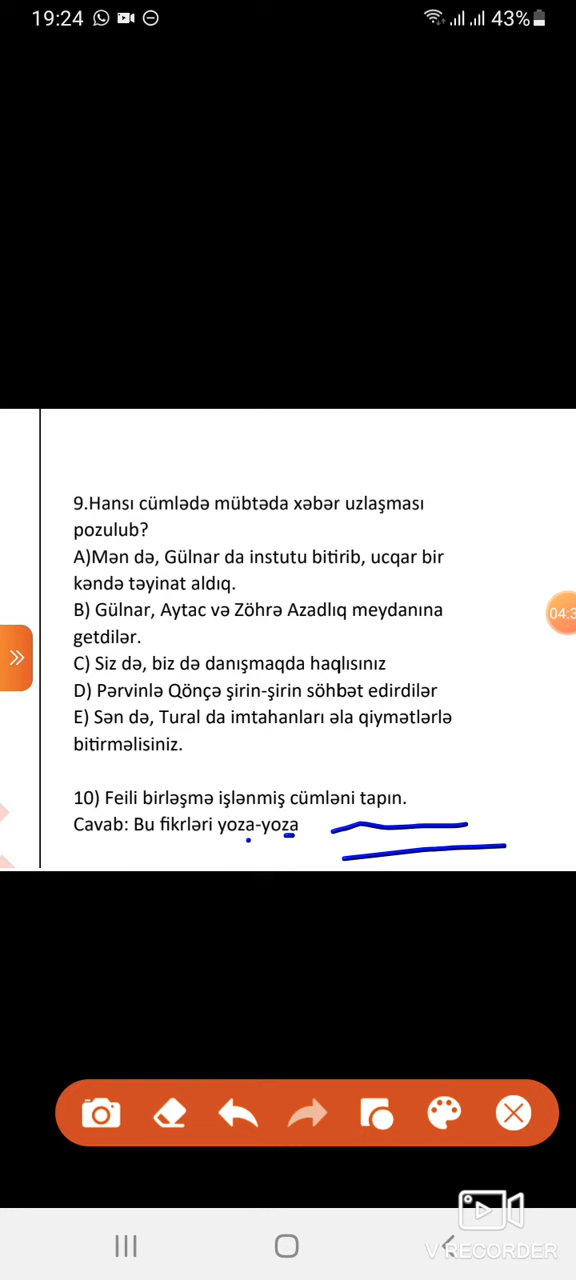 19:24
43%
9.Hansı cümlədə mübtəda xəbər uzlaşması
pozulub?
A)Mən də, Gülnar da instutu bitirib, ucqar bir
kəndə təyinat aldıq.
B) Gülnar, Aytac və Zöhrə Azadlıq meydanına
getdilər.
C) Siz də, biz də danışmaqda haqlısınız
D) Pərvinlə Qönçə şirin-şirin söhbət edirdilər
E) Sən də, Tural da imtahanları əla qiymətlərlə
bitirməlisiniz.
10) Feili birləşmə işlənmiş cümləni tapın.
Cavab: Bu fikrləri yoza-yoza
V RECORDER